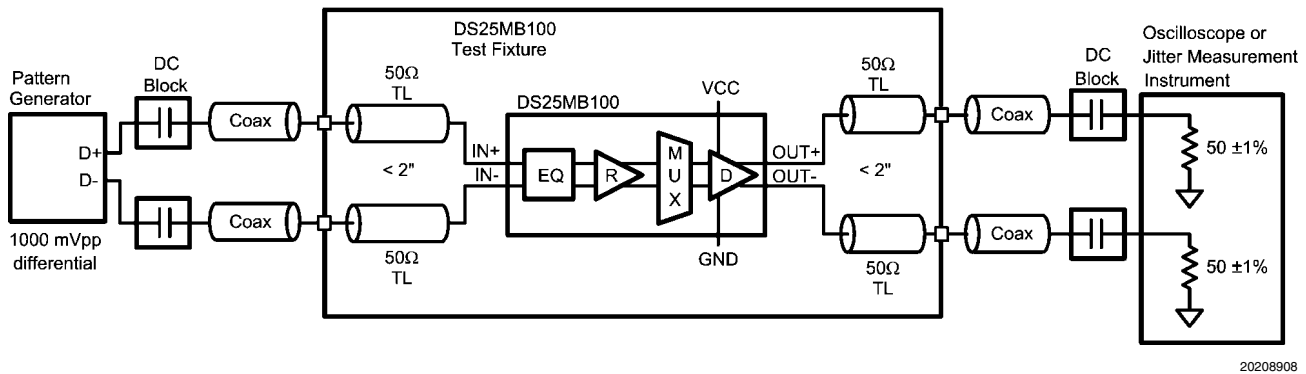 DS25MB100
Test Fixture
Oscilloscope or
Jitter Measurement
Instrument
Pattern
Generator
DC
Block
50Ω
TL
DS25MB100
VCC
50Ω
TL
DC
Block
Coax
Coax
D+
D-
IN+
IN-
< 2"
EQ
R
MUX
D
OUT+
OUT-
< 2"
50 ±1%
Coax
Coax
1000 mVpp
differential
50Ω
TL
GND
50Ω
TL
50 ±1%
20208908